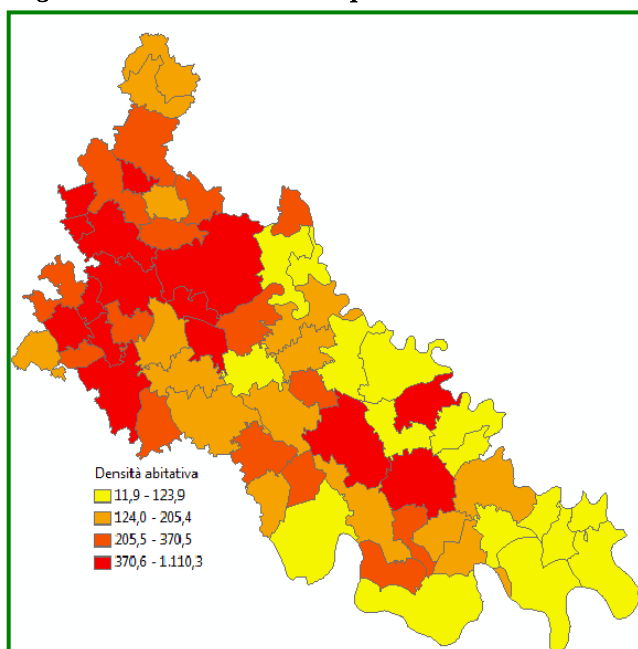 Densità abitativa
11,9 - 123,9
124,0 - 205,4
205,5 - 370,5
370,6 - 1.110,3